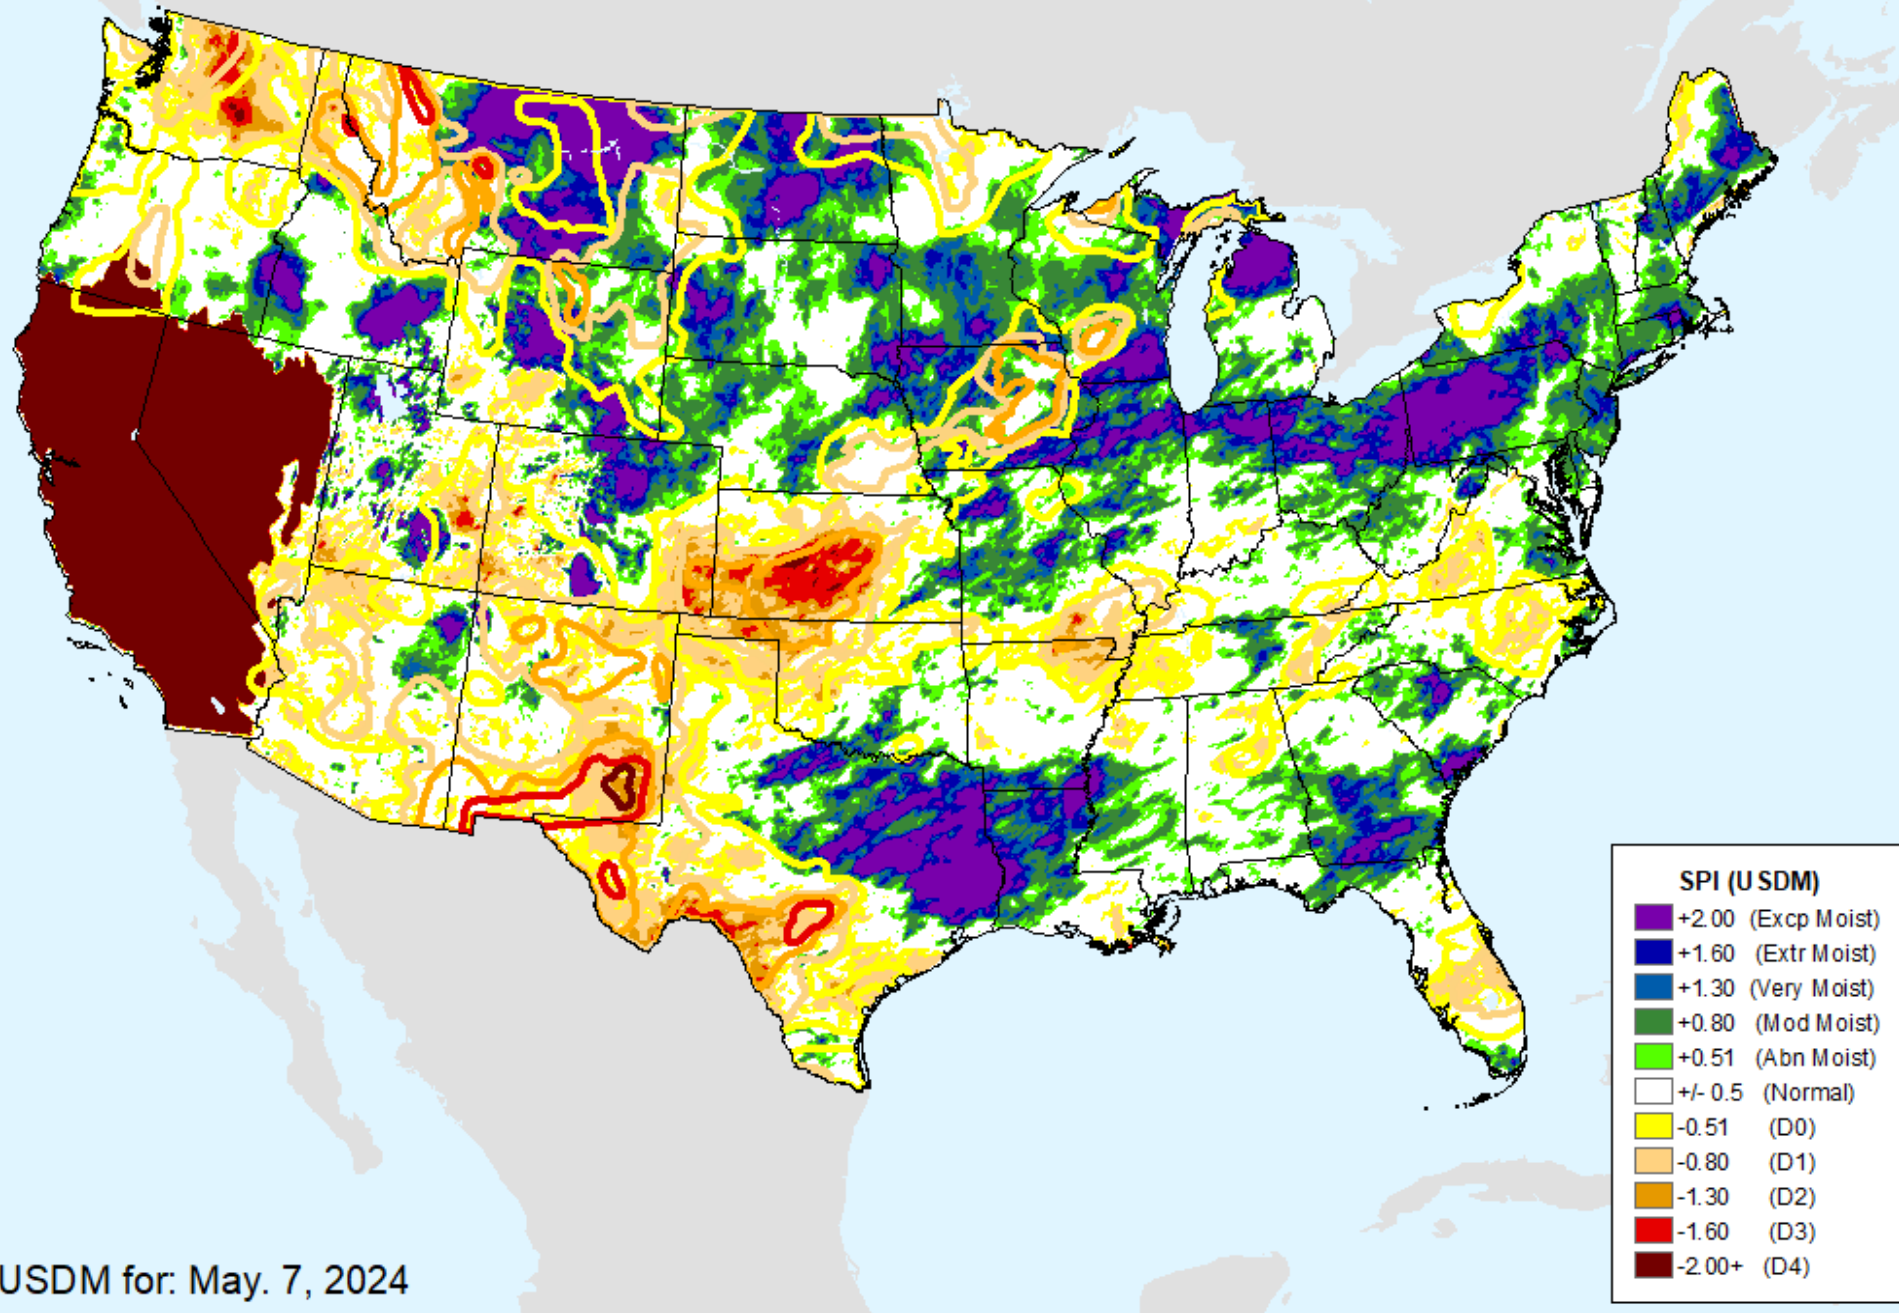 SPI (USDM)
+2.00 (Excp Moist)
+1.60 (Extr Moist)
+1.30 (Very Moist)
+0.80 (Mod Moist)
+0.51 (Abn Moist)
+/- 0.5 (Normal)
-0.51 (D0)
-0.80 (D1)
-1.30 (D2)
-1.60 (D3)
-2.00+ (D4)
USDM for: May. 7, 2024